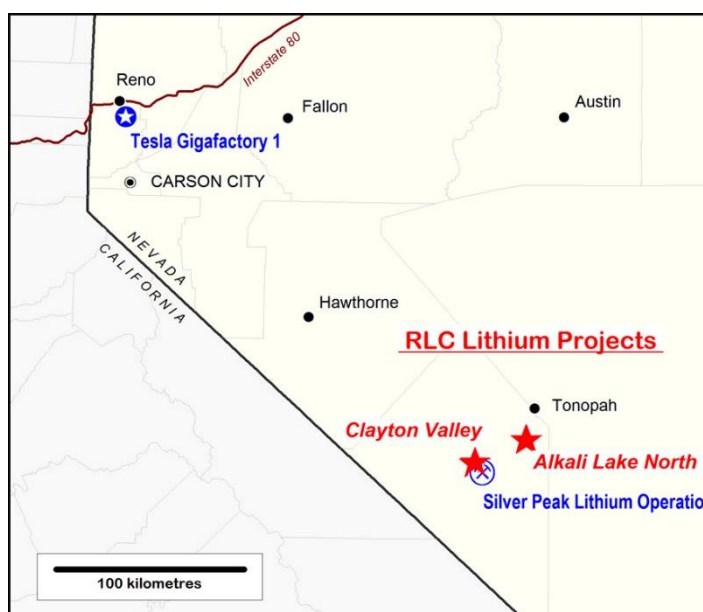 Interstate 80
Reno
Fallon
Austin
Tesla Gigafactory 1
CARSON CITY
NEVADA
CALIFORNIA
Hawthorne
RLC Lithium Projects
Tonopah
Clayton Valley
Alkali Lake North
Silver Peak Lithium Operatio
100 kilometres